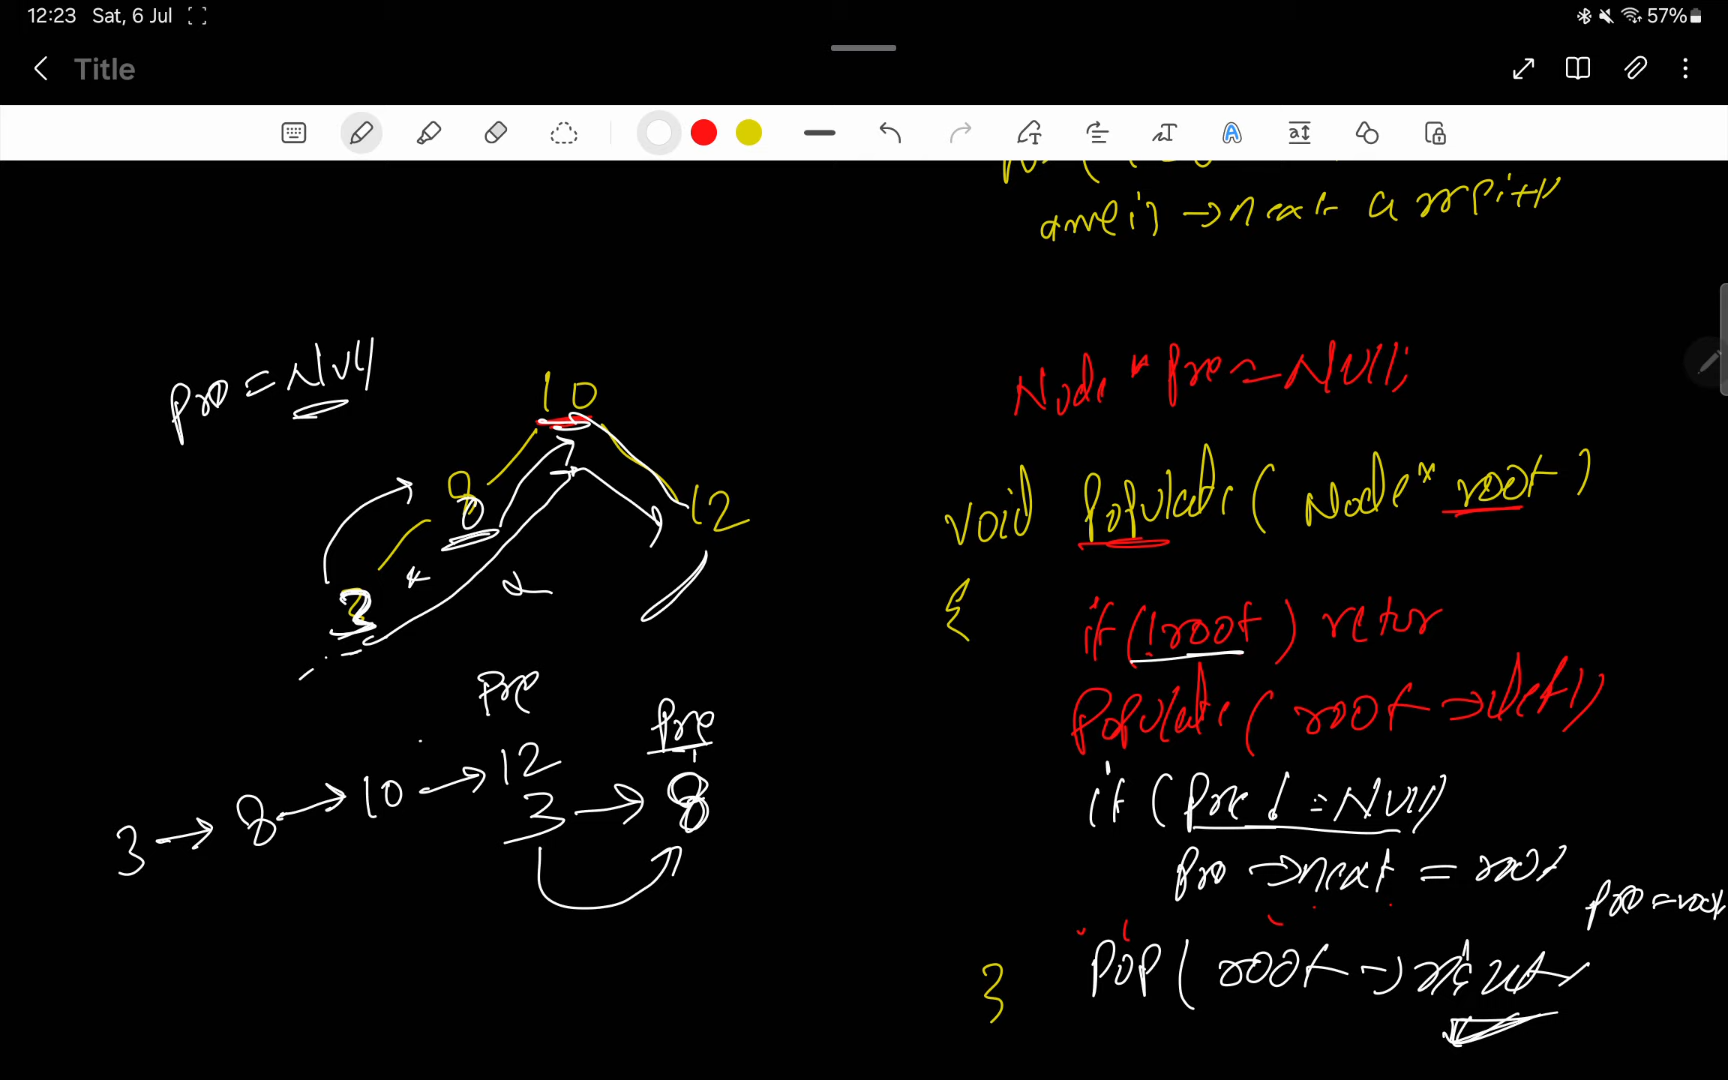 12:23 Sat, 6 Jul 57%
Title
arr[i] → next = arr[i+1]
pre = NULL
10
8
8
12
3
Pre
Pre
3 → 8 → 10 → 12
3 → 8
Node * Pre = NULL;
void Populate ( Node* root )
{
if (!root ) retur
Populate ( root → left )
if ( Pre != NULL)
Pre → next = root
pre = root
POP ( root → right
}